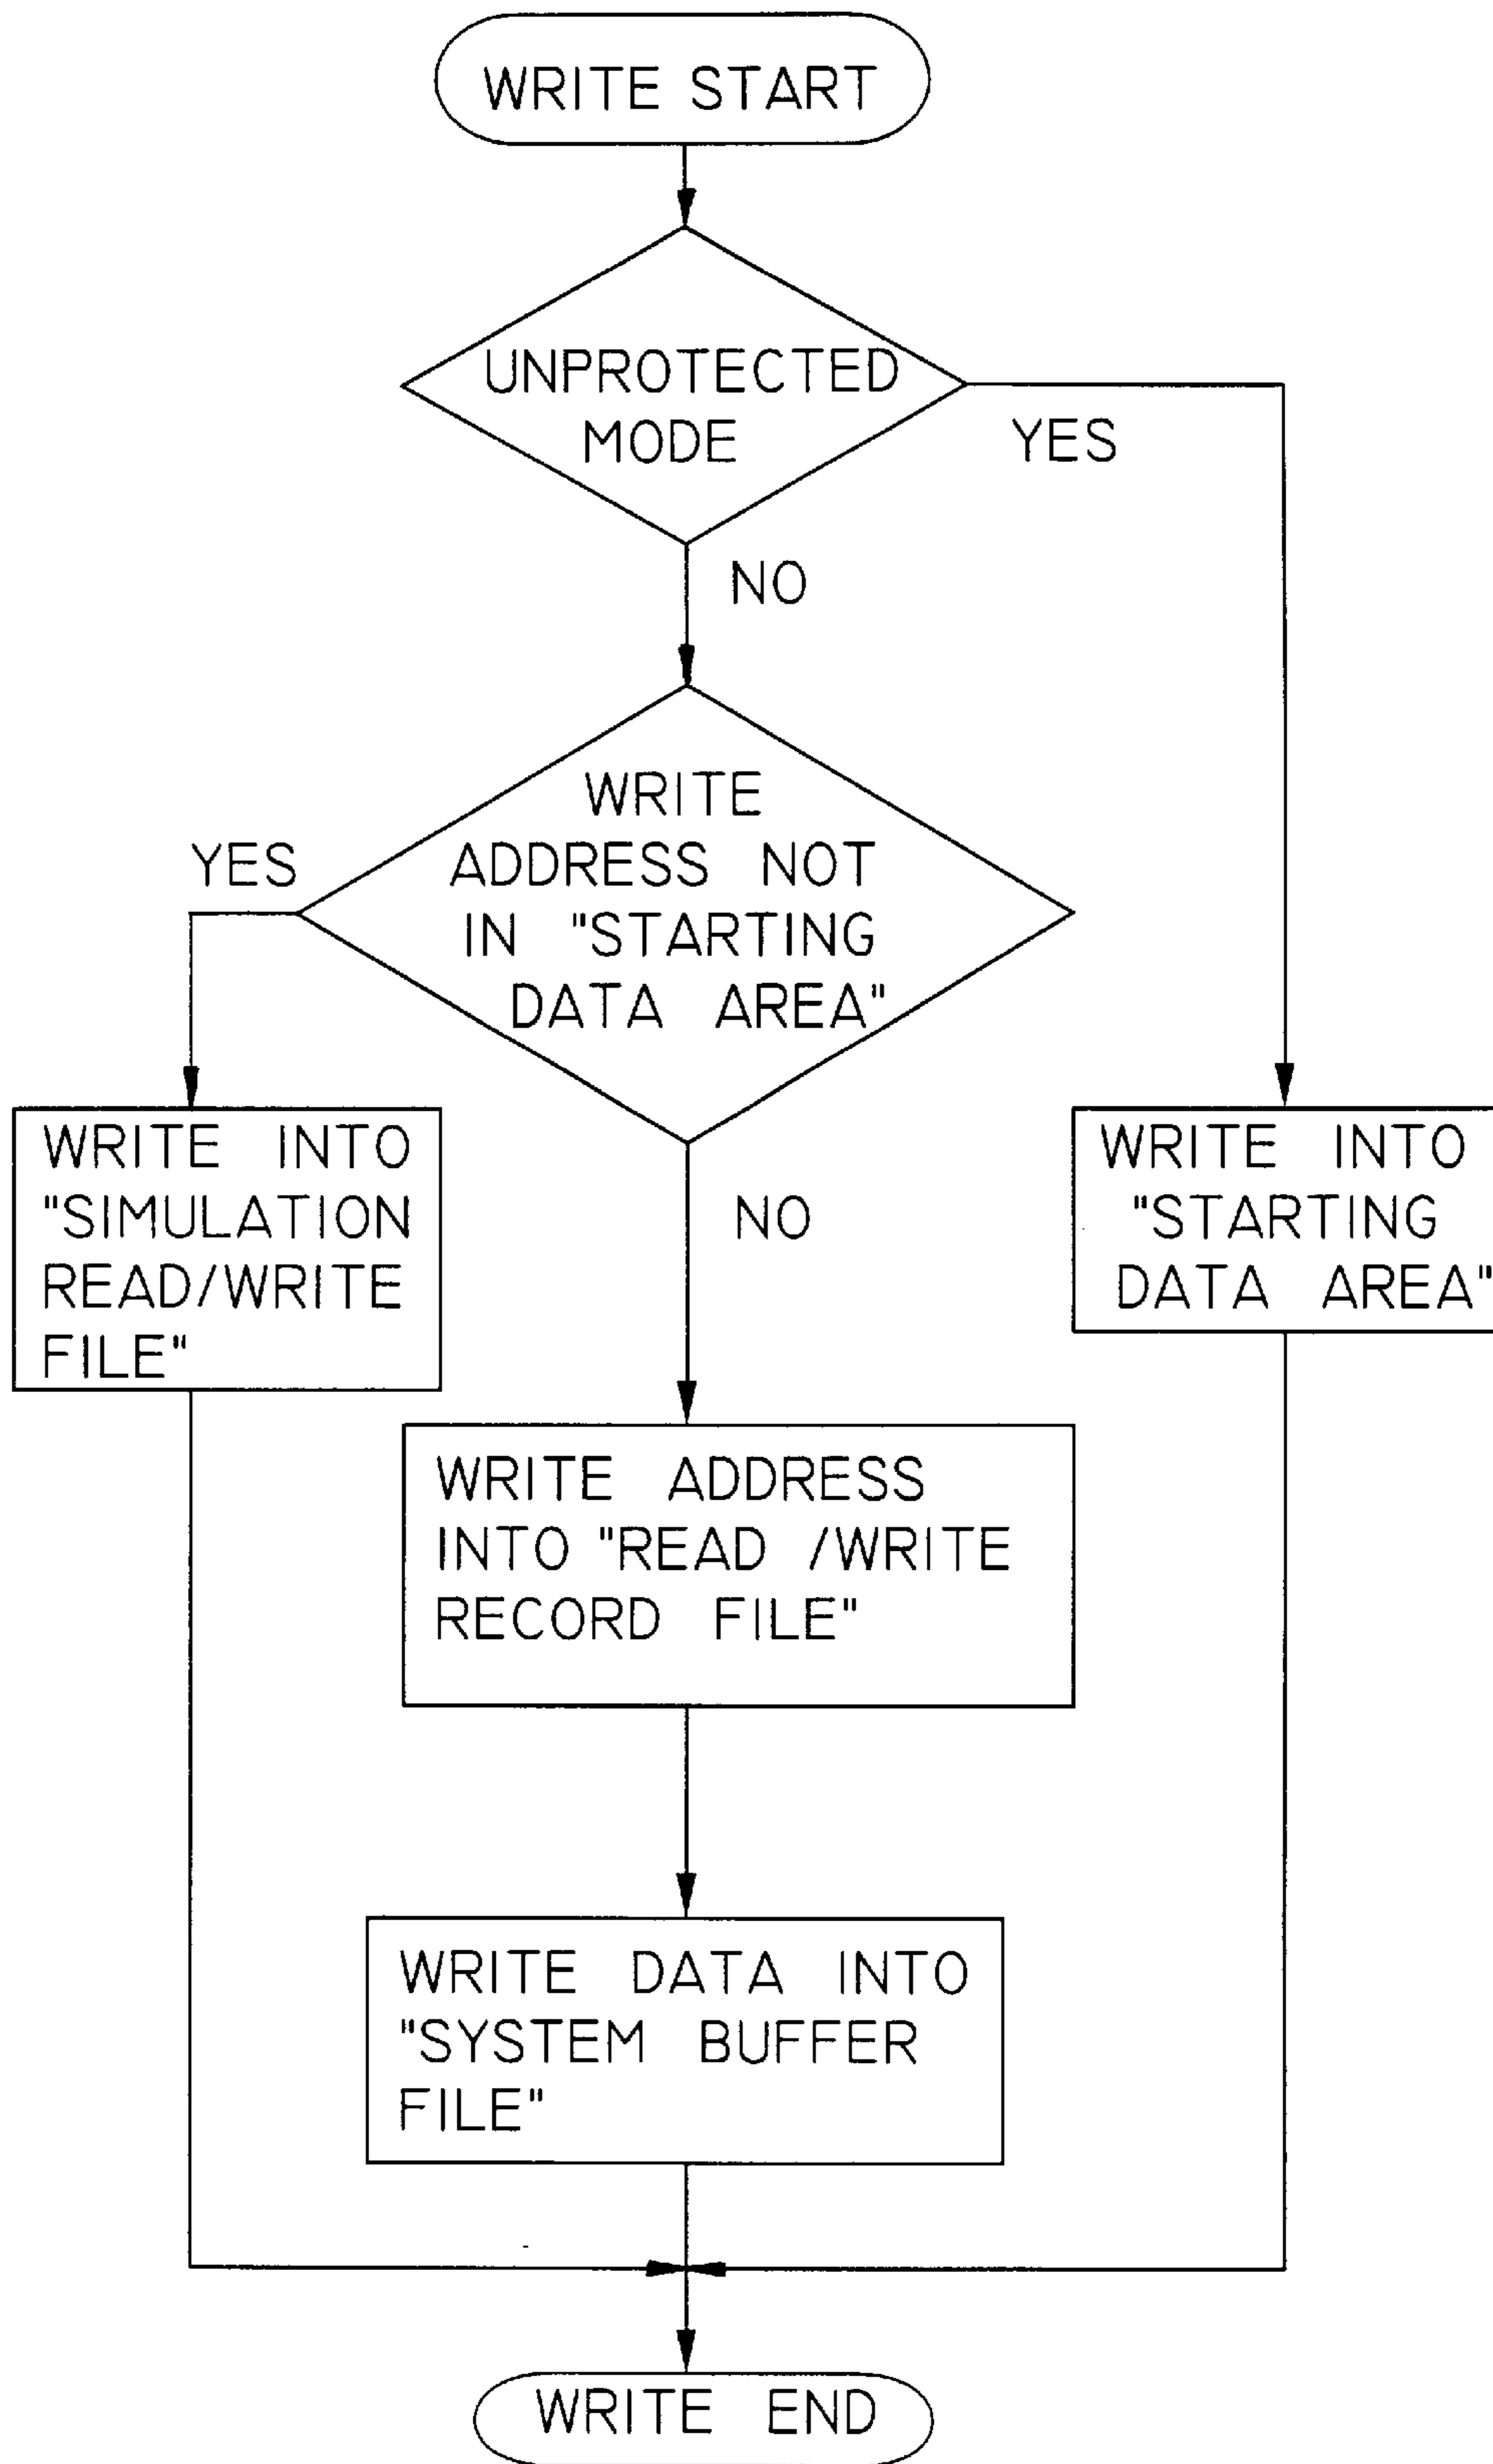 WRITE START
UNPROTECTED
MODE
YES
NO
WRITE
ADDRESS NOT
IN "STARTING
DATA AREA"
YES
WRITE INTO
"SIMULATION
READ/WRITE
FILE"
NO
WRITE INTO
"STARTING
DATA AREA"
WRITE ADDRESS
INTO "READ /WRITE
RECORD FILE"
WRITE DATA INTO
"SYSTEM BUFFER
FILE"
WRITE END